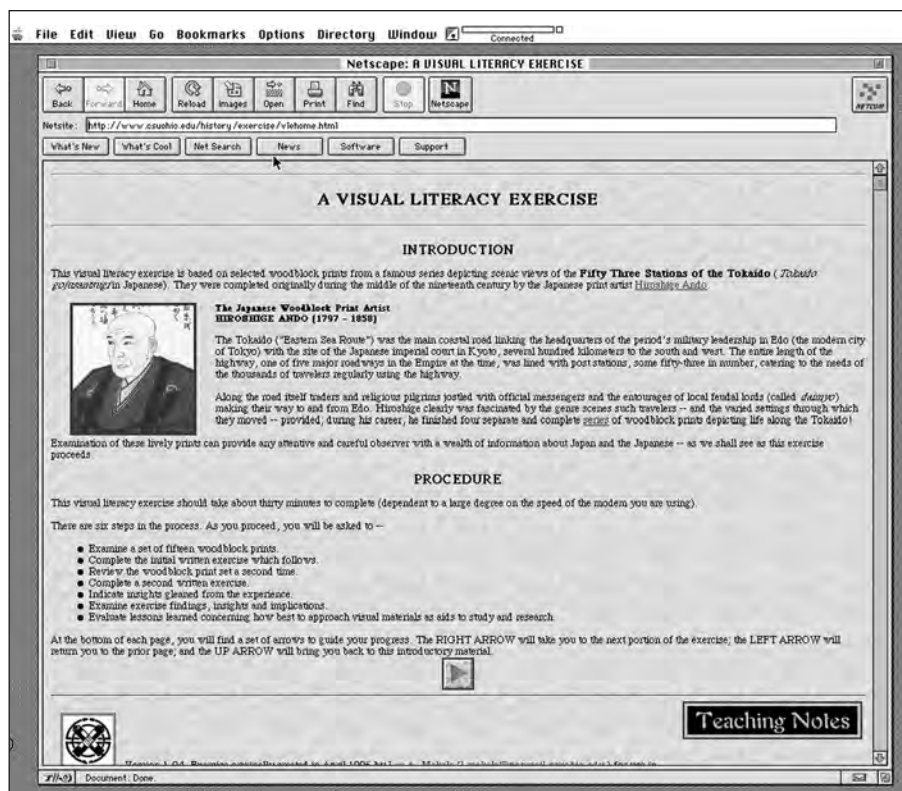 File Edit View Go Bookmarks Options Directory Window Connected
Netscape: A VISUAL LITERACY EXERCISE
Back Forward Home Reload Images Open Print Find Stop Netscape
NETCOM
Netsite: http://www.csuohio.edu/history/exercise/vlehome.html
What's New What's Cool Net Search News Software Support
A VISUAL LITERACY EXERCISE
INTRODUCTION
This visual literacy exercise is based on selected woodblock prints from a famous series depicting scenic views of the Fifty Three Stations of the Tokaido ( Tokaido
gojusantsugi in Japanese). They were completed originally during the middle of the nineteenth century by the Japanese print artist Hiroshige Ando
The Japanese Woodblock Print Artist
HIROSHIGE ANDO (1797 - 1858)
The Tokaido ("Eastern Sea Route") was the main coastal road linking the headquarters of the period's military leadership in Edo (the modern city
of Tokyo) with the site of the Japanese imperial court in Kyoto, several hundred kilometers to the south and west. The entire length of the
highway, one of five major roadways in the Empire at the time, was lined with post stations, some fifty-three in number, catering to the needs of
the thousands of travelers regularly using the highway.
Along the road itself traders and religious pilgrims jostled with official messengers and the entourages of local feudal lords (called daimyo)
making their way to and from Edo. Hiroshige clearly was fascinated by the genre scenes such travelers -- and the varied settings through which
they moved -- provided; during his career, he finished four separate and complete series of woodblock prints depicting life along the Tokaido!
Examination of these lively prints can provide any attentive and careful observer with a wealth of information about Japan and the Japanese -- as we shall see as this exercise
proceeds.
PROCEDURE
This visual literacy exercise should take about thirty minutes to complete (dependent to a large degree on the speed of the modem you are using).
There are six steps in the process. As you proceed, you will be asked to --
● Examine a set of fifteen woodblock prints.
● Complete the initial written exercise which follows.
● Review the woodblock print set a second time.
● Complete a second written exercise.
● Indicate insights gleaned from the experience.
● Examine exercise findings, insights and implications.
● Evaluate lessons learned concerning how best to approach visual materials as aids to study and research.
At the bottom of each page, you will find a set of arrows to guide your progress. The RIGHT ARROW will take you to the next portion of the exercise; the LEFT ARROW will
return you to the prior page; and the UP ARROW will bring you back to this introductory material.
Teaching Notes
Document: Done.